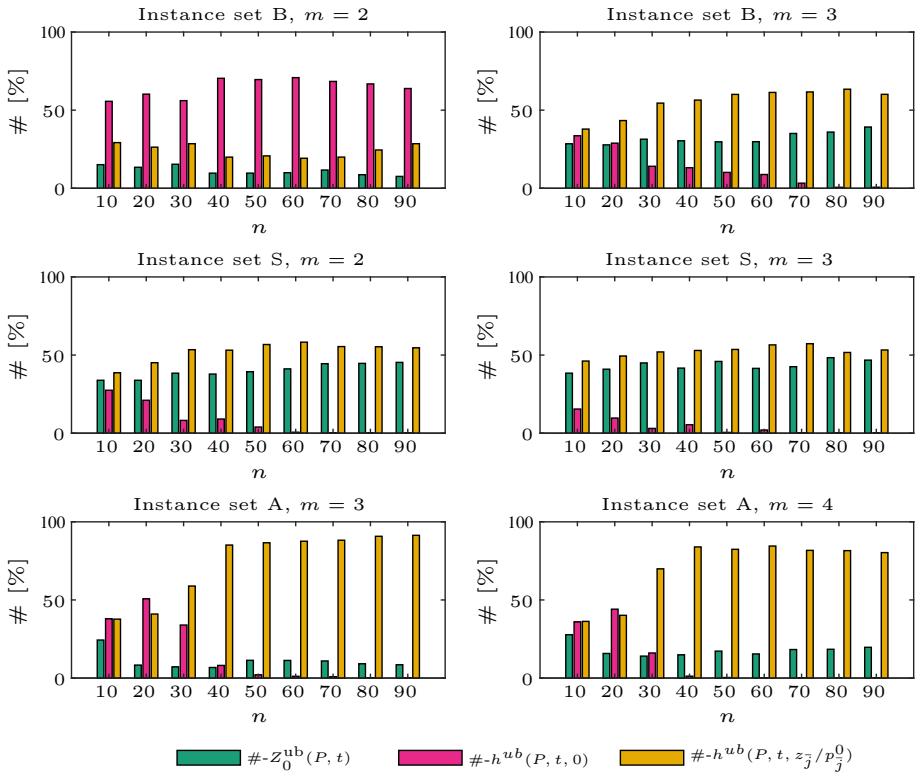 Instance set B, m = 2
100
50
0
# [%]
10 20 30 40 50 60 70 80 90
n
Instance set B, m = 3
100
50
0
# [%]
10 20 30 40 50 60 70 80 90
n
Instance set S, m = 2
100
50
0
# [%]
10 20 30 40 50 60 70 80 90
n
Instance set S, m = 3
100
50
0
# [%]
10 20 30 40 50 60 70 80 90
n
Instance set A, m = 3
100
50
0
# [%]
10 20 30 40 50 60 70 80 90
n
Instance set A, m = 4
100
50
0
# [%]
10 20 30 40 50 60 70 80 90
n
#-Z_0^{ub}(P, t) #-h^{ub}(P, t, 0) #-h^{ub}(P, t, z_{\bar{j}}/p_{\bar{j}}^0)